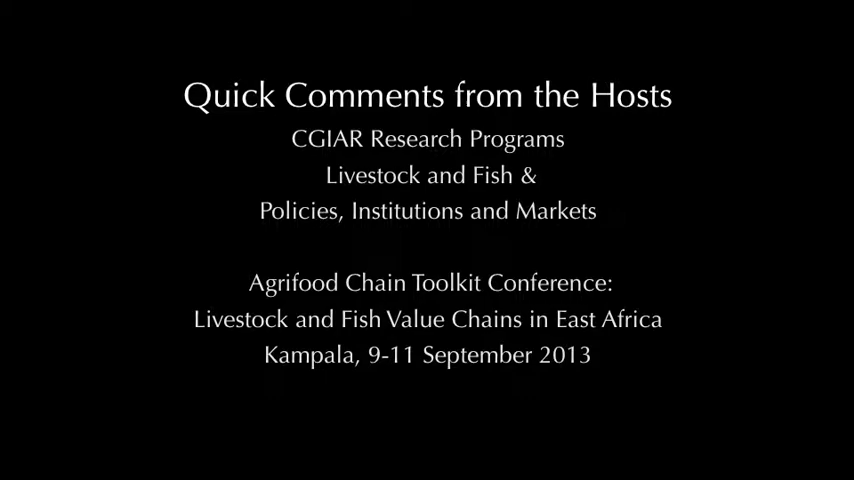 Quick Comments from the Hosts
CGIAR Research Programs
Livestock and Fish &
Policies, Institutions and Markets
Agrifood Chain Toolkit Conference:
Livestock and Fish Value Chains in East Africa
Kampala, 9-11 September 2013